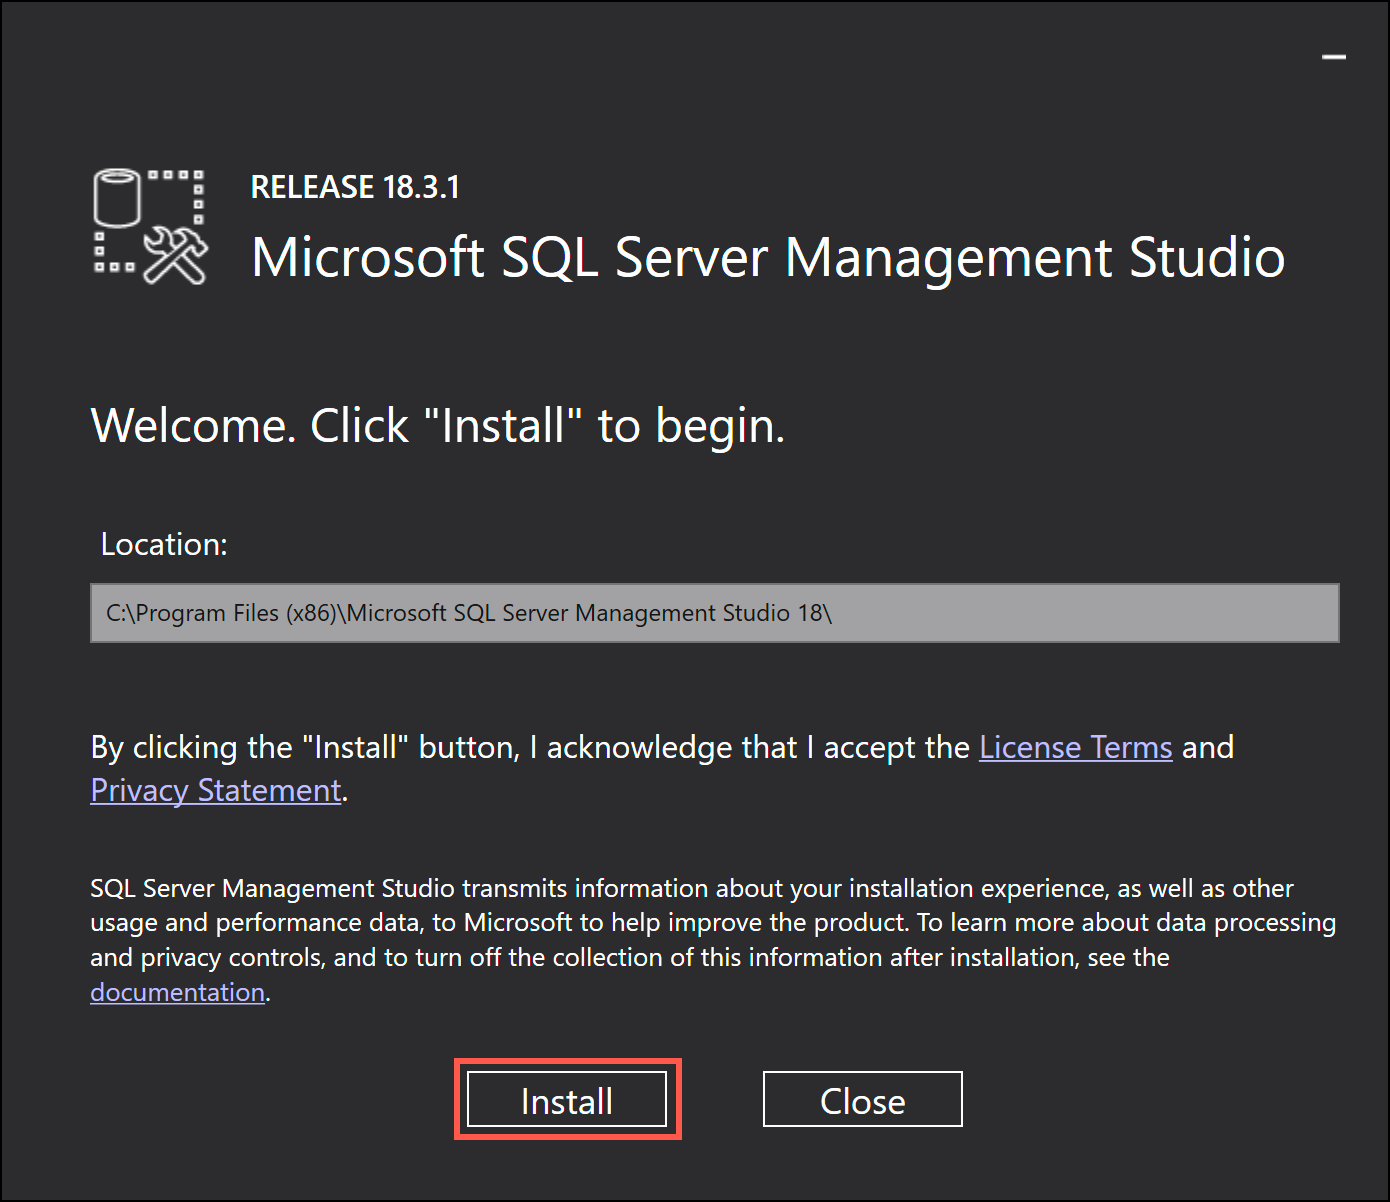 RELEASE 18.3.1
Microsoft SQL Server Management Studio
Welcome. Click "Install" to begin.
Location:
C:\Program Files (x86)\Microsoft SQL Server Management Studio 18\
By clicking the "Install" button, I acknowledge that I accept the License Terms and
Privacy Statement.
SQL Server Management Studio transmits information about your installation experience, as well as other
usage and performance data, to Microsoft to help improve the product. To learn more about data processing
and privacy controls, and to turn off the collection of this information after installation, see the
documentation.
Install Close